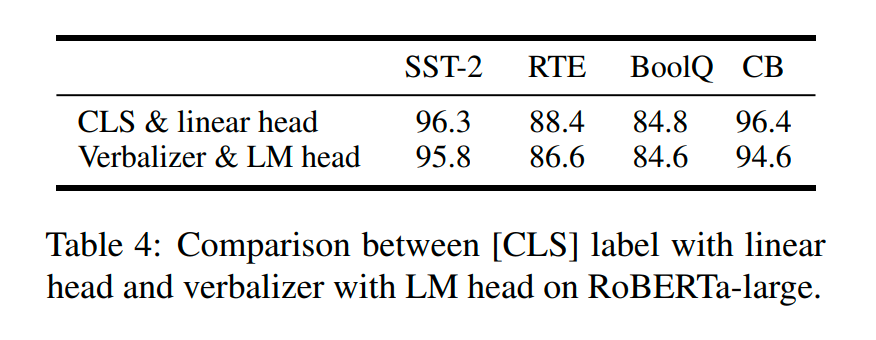 SST-2 RTE BoolQ CB
CLS & linear head 96.3 88.4 84.8 96.4
Verbalizer & LM head 95.8 86.6 84.6 94.6
Table 4: Comparison between [CLS] label with linear
head and verbalizer with LM head on RoBERTa-large.